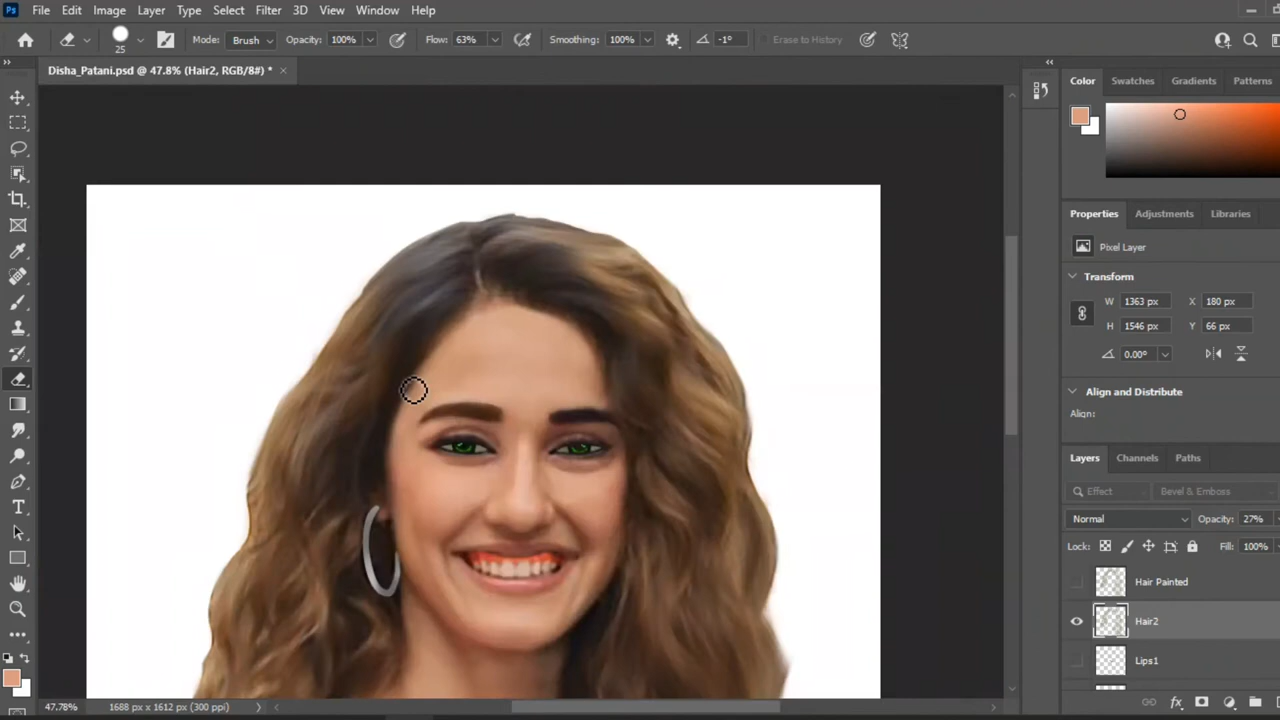 Ps File Edit Image Layer Type Select Filter 3D View Window Help
25 Mode: Brush Opacity: 100% Flow: 63% Smoothing: 100% -1° Erase to History
Disha_Patani.psd @ 47.8% (Hair2, RGB/8#) * ×
Color Swatches Gradients Patterns
Properties Adjustments Libraries
Pixel Layer
Transform
W 1363 px X 180 px
H 1546 px Y 66 px
0.00°
Align and Distribute
Align:
Layers Channels Paths
Effect Bevel & Emboss
Normal Opacity: 27%
Lock: Fill: 100%
Hair Painted
Hair2
Lips1
47.78% 1688 px x 1612 px (300 ppi)
fx